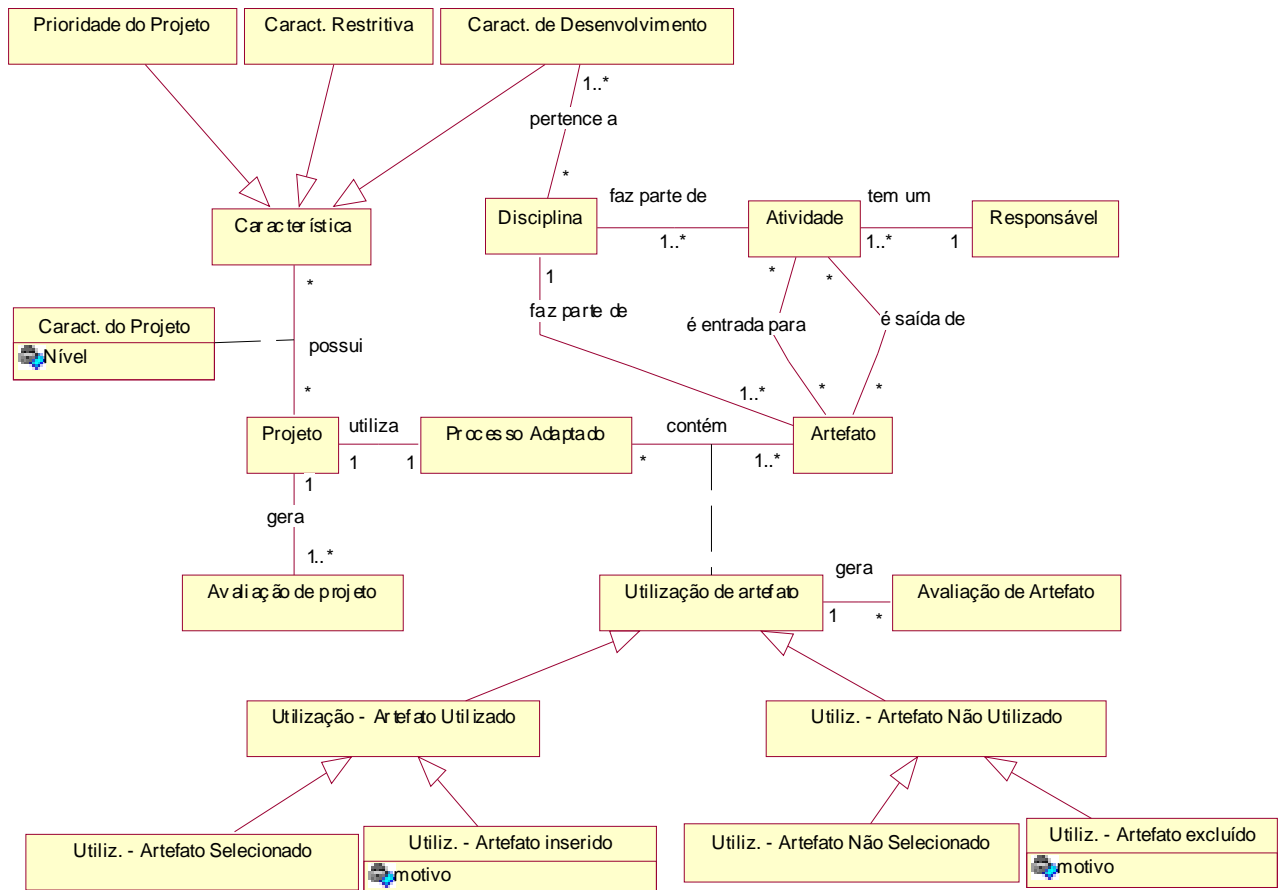 Prioridade do Projeto
Caract. Restritiva
Caract. de Desenvolvimento
1..*
pertence a
*
faz parte de
tem um
Característica
Disciplina
Atividade
Responsável
1..*
1..*
1
*
1
*
*
faz parte de
é entrada para
é saída de
Caract. do Projeto
Nível
possui
*
1..*
*
*
Projeto
utiliza
Processo Adaptado
contém
Artefato
1
1
*
1..*
1
gera
1..*
Avaliação de projeto
Utilização de artefato
gera
Avaliação de Artefato
1
*
Utilização - Artefato Utilizado
Utiliz. - Artefato Não Utilizado
Utiliz. - Artefato Selecionado
Utiliz. - Artefato inserido
motivo
Utiliz. - Artefato Não Selecionado
Utiliz. - Artefato excluído
motivo